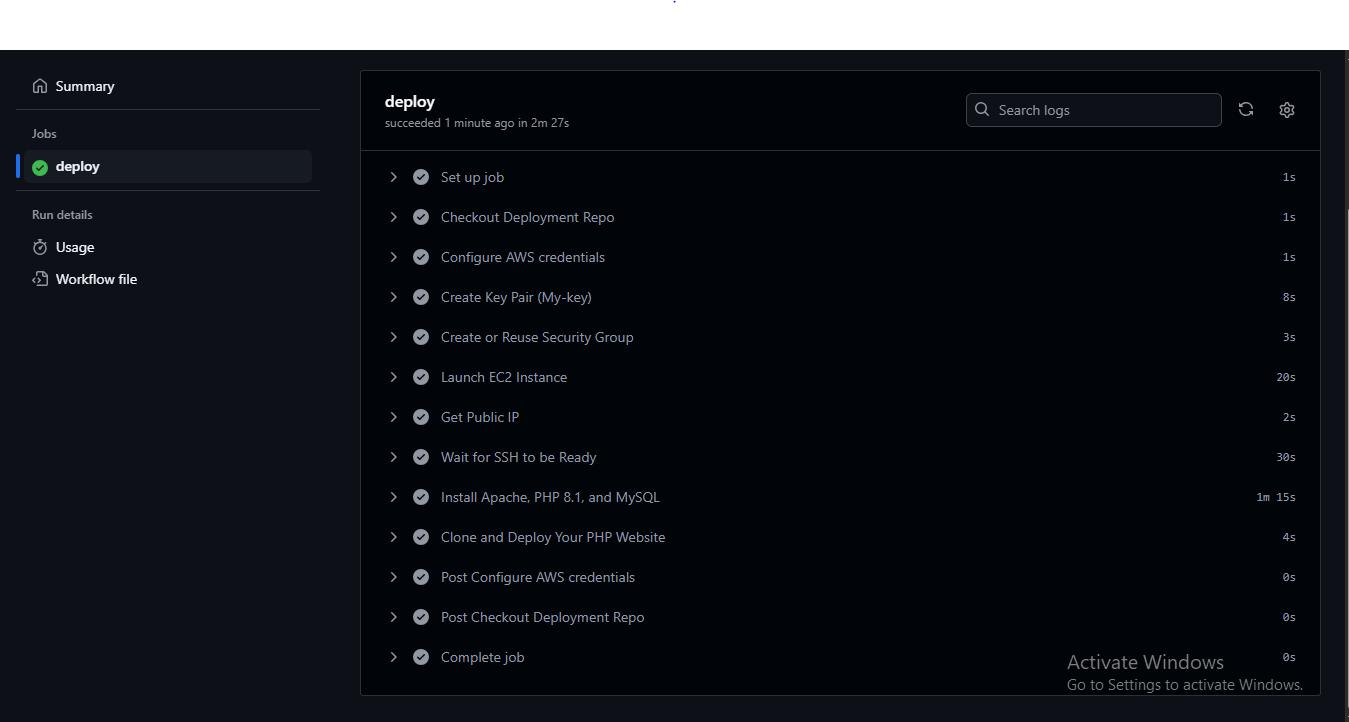 Summary
Jobs
deploy
Run details
Usage
Workflow file
deploy
succeeded 1 minute ago in 2m 27s
Search logs
Set up job 1s
Checkout Deployment Repo 1s
Configure AWS credentials 1s
Create Key Pair (My-key) 8s
Create or Reuse Security Group 3s
Launch EC2 Instance 20s
Get Public IP 2s
Wait for SSH to be Ready 30s
Install Apache, PHP 8.1, and MySQL 1m 15s
Clone and Deploy Your PHP Website 4s
Post Configure AWS credentials 0s
Post Checkout Deployment Repo 0s
Complete job 0s
Activate Windows
Go to Settings to activate Windows.